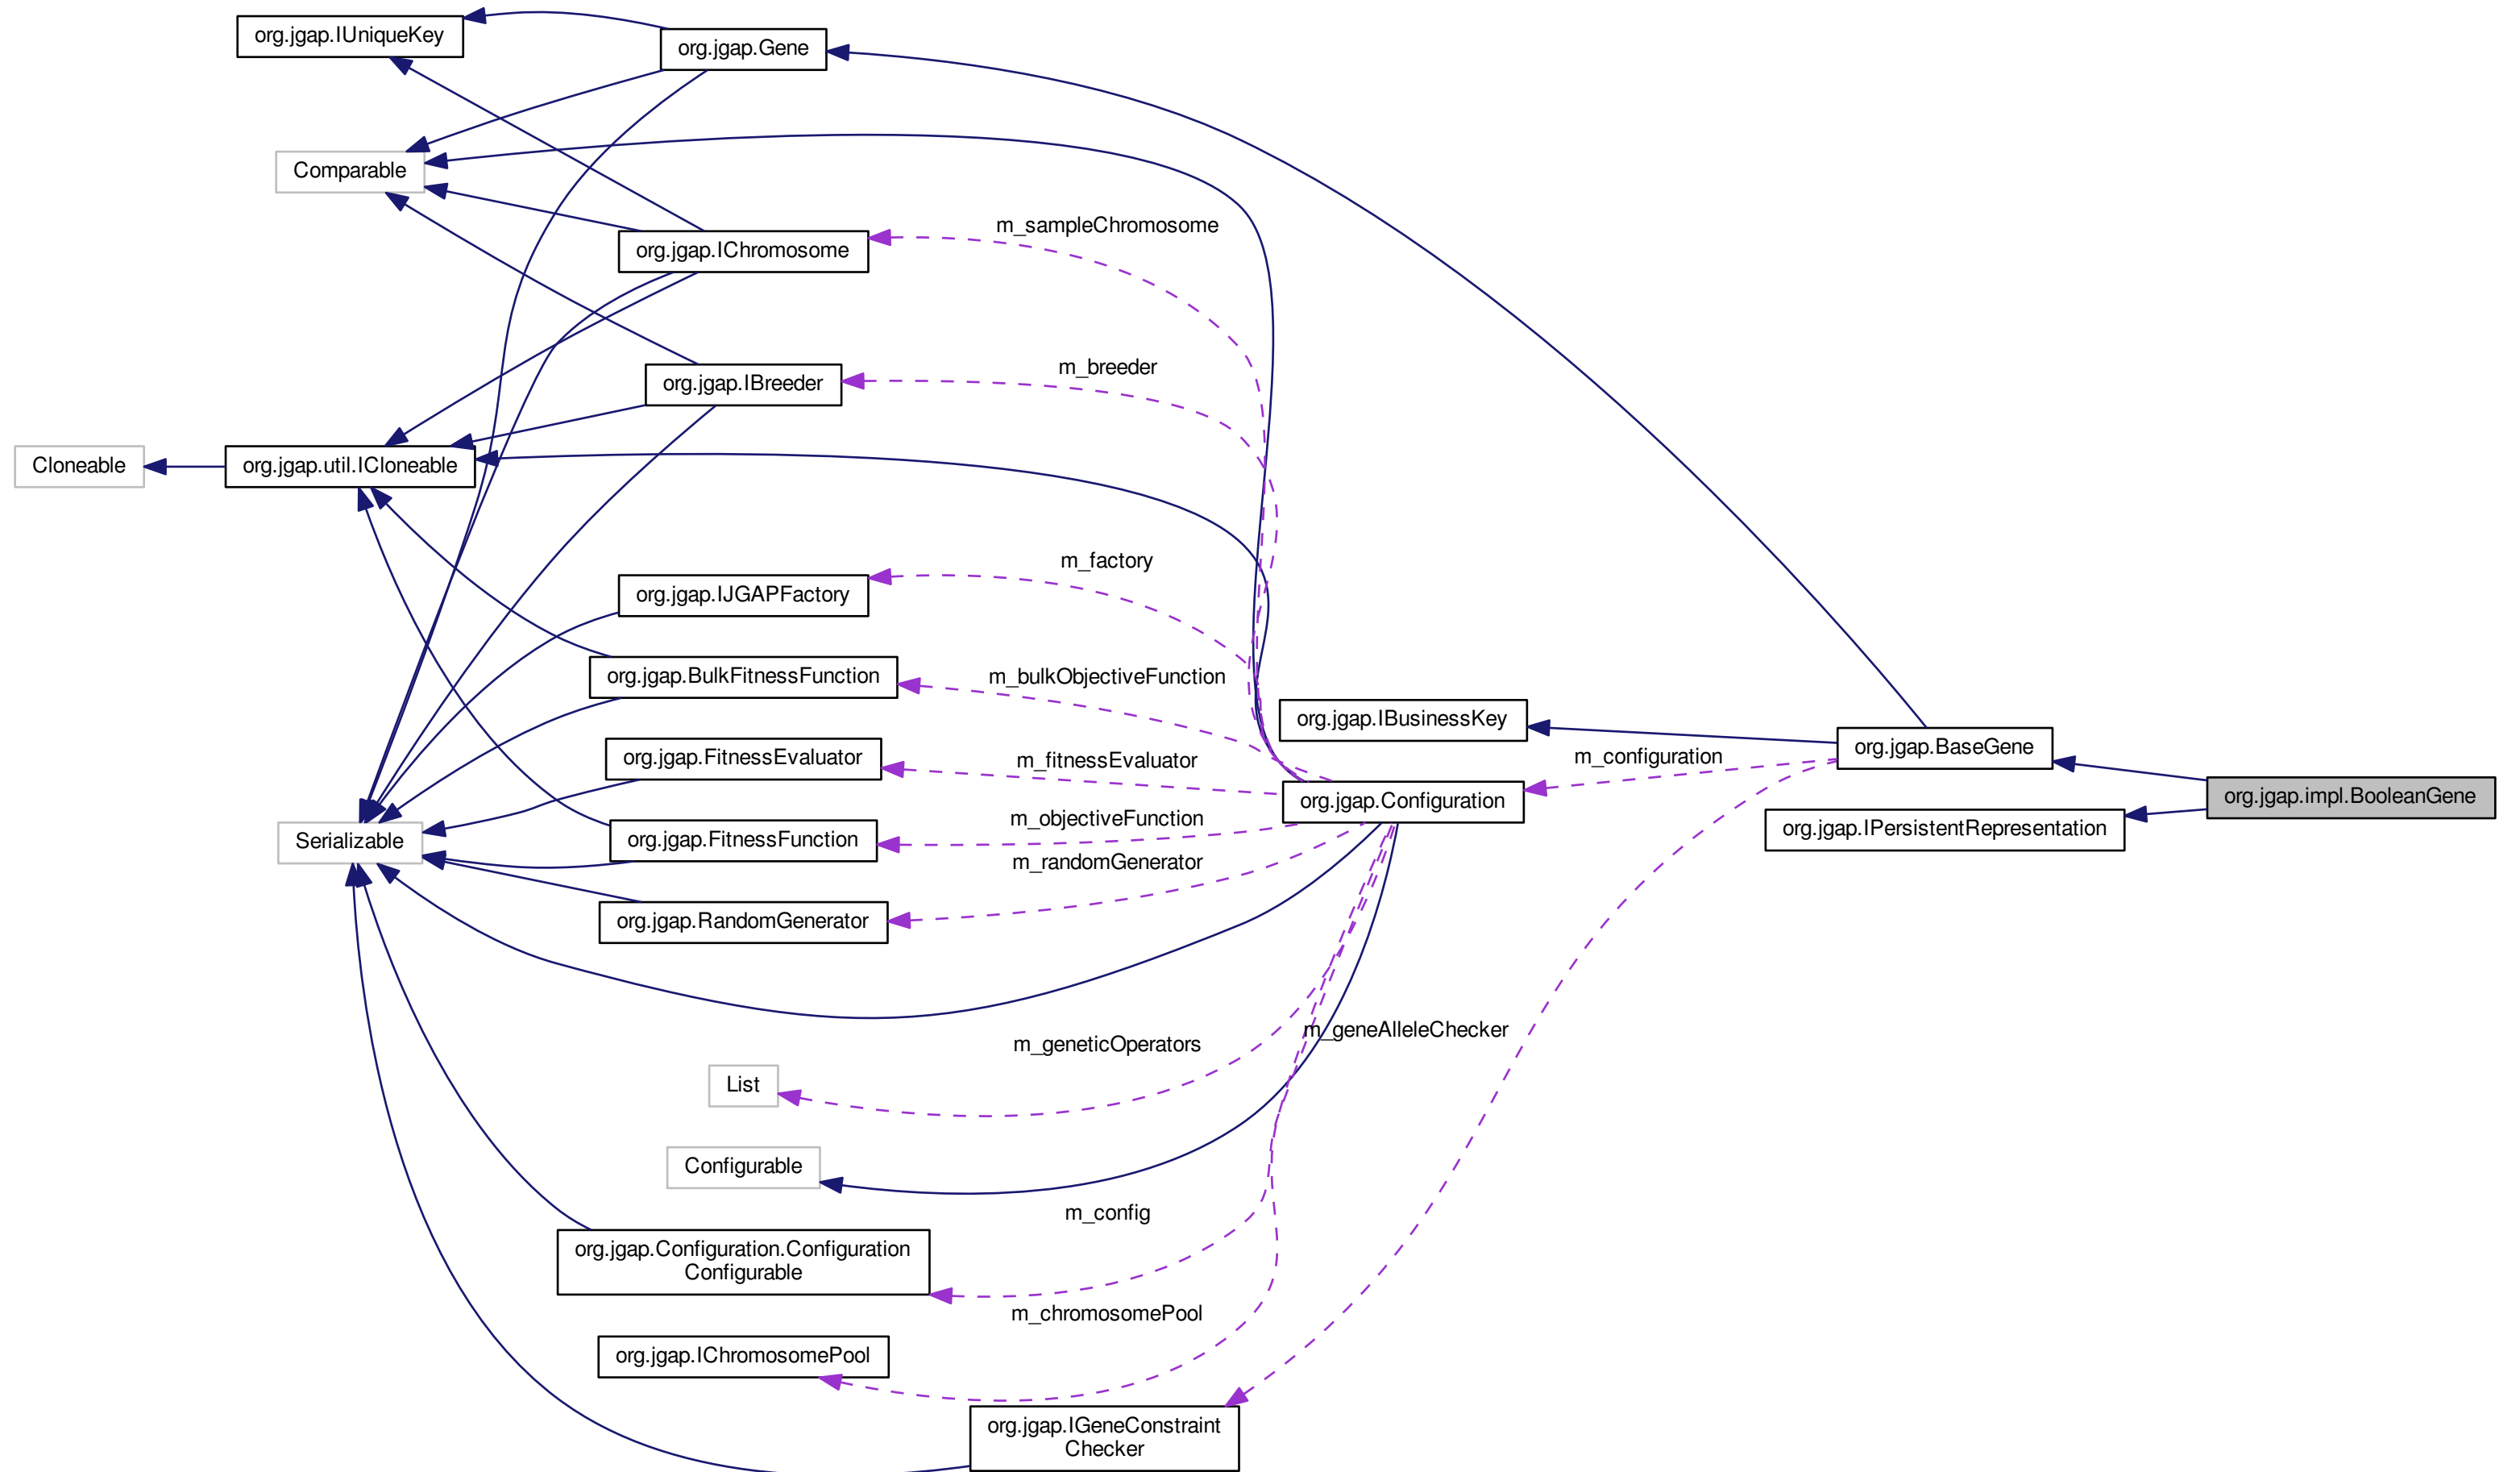 org.jgap.IUniqueKey
org.jgap.Gene
Comparable
m_sampleChromosome
org.jgap.IChromosome
m_breeder
org.jgap.IBreeder
Cloneable
org.jgap.util.ICloneable
m_factory
org.jgap.IJGAPFactory
org.jgap.BulkFitnessFunction
m_bulkObjectiveFunction
org.jgap.IBusinessKey
org.jgap.BaseGene
m_configuration
org.jgap.FitnessEvaluator
m_fitnessEvaluator
org.jgap.Configuration
org.jgap.impl.BooleanGene
m_objectiveFunction
org.jgap.IPersistentRepresentation
Serializable
org.jgap.FitnessFunction
m_randomGenerator
org.jgap.RandomGenerator
m_geneAlleleChecker
m_geneticOperators
List
Configurable
m_config
org.jgap.Configuration.Configuration
Configurable
m_chromosomePool
org.jgap.IChromosomePool
org.jgap.IGeneConstraint
Checker